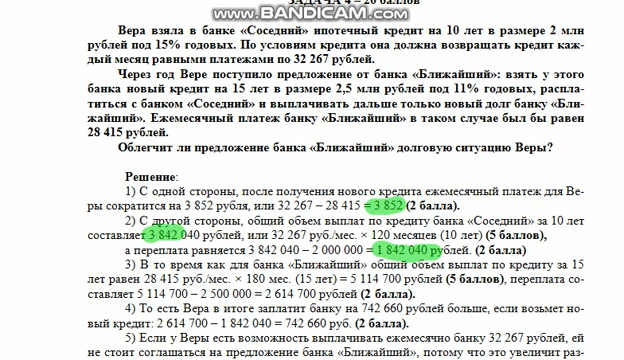 ЗАДАЧА 4 – 20 баллов
WWW.BANDICAM.COM
Вера взяла в банке «Соседний» ипотечный кредит на 10 лет в размере 2 млн
рублей под 15% годовых. По условиям кредита она должна возвращать кредит каж-
дый месяц равными платежами по 32 267 рублей.
Через год Вере поступило предложение от банка «Ближайший»: взять у этого
банка новый кредит на 15 лет в размере 2,5 млн рублей под 11% годовых, распла-
титься с банком «Соседний» и выплачивать дальше только новый долг банку «Бли-
жайший». Ежемесячный платеж банку «Ближайший» в таком случае был бы равен
28 415 рублей.
Облегчит ли предложение банка «Ближайший» долговую ситуацию Веры?
Решение:
1) С одной стороны, после получения нового кредита ежемесячный платеж для Ве-
ры сократится на 3 852 рубля, или 32 267 – 28 415 = 3 852 (2 балла).
2) С другой стороны, общий объем выплат по кредиту банка «Соседний» за 10 лет
составляет 3 842 040 рублей, или 32 267 руб./мес. × 120 месяцев (10 лет) (5 баллов),
а переплата равняется 3 842 040 – 2 000 000 = 1 842 040 рублей. (2 балла)
3) В то время как для банка «Ближайший» общий объем выплат по кредиту за 15
лет равен 28 415 руб./мес. × 180 мес. (15 лет) = 5 114 700 рублей (5 баллов), переплата со-
ставляет 5 114 700 – 2 500 000 = 2 614 700 рублей (2 балла).
4) То есть Вера в итоге заплатит банку на 742 660 рублей больше, если возьмет но-
вый кредит: 2 614 700 – 1 842 040 = 742 660 руб. (2 балла).
5) Если у Веры есть возможность выплачивать ежемесячно банку 32 267 рублей, ей
не стоит соглашаться на предложение банка «Ближайший», потому что это увеличит раз-